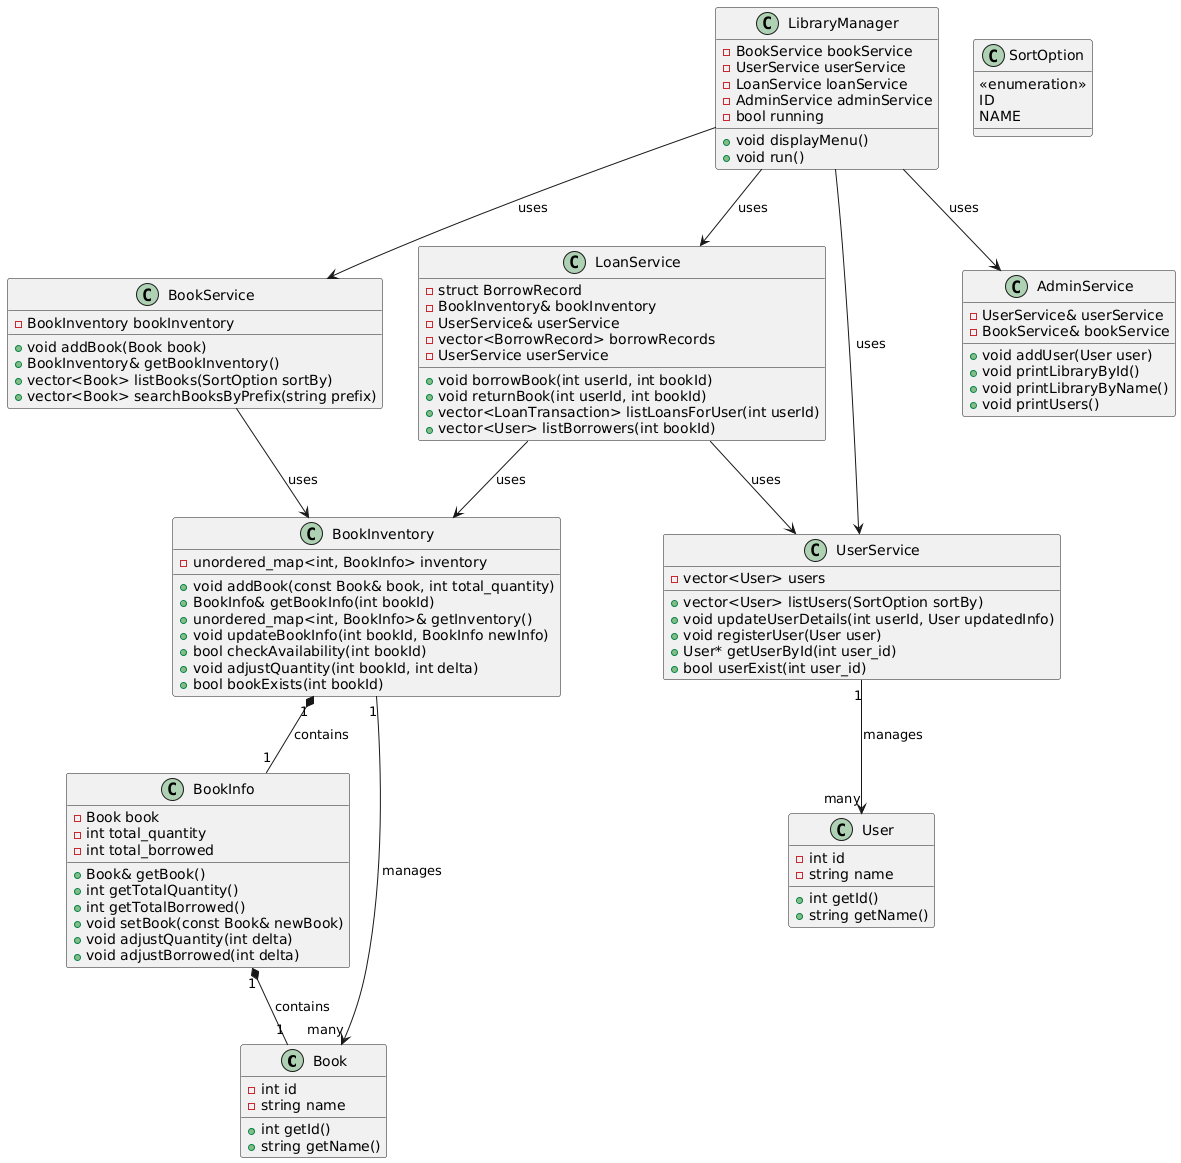 C LibraryManager
BookService bookService
UserService userService
LoanService loanService
AdminService adminService
bool running
void displayMenu()
void run()
C SortOption
«enumeration»
ID
NAME
uses
uses
uses
uses
C BookService
BookInventory bookInventory
void addBook(Book book)
BookInventory& getBookInventory()
vector<Book> listBooks(SortOption sortBy)
vector<Book> searchBooksByPrefix(string prefix)
C LoanService
struct BorrowRecord
BookInventory& bookInventory
UserService& userService
vector<BorrowRecord> borrowRecords
UserService userService
void borrowBook(int userId, int bookId)
void returnBook(int userId, int bookId)
vector<LoanTransaction> listLoansForUser(int userId)
vector<User> listBorrowers(int bookId)
C AdminService
UserService& userService
BookService& bookService
void addUser(User user)
void printLibraryById()
void printLibraryByName()
void printUsers()
uses
uses
uses
C BookInventory
unordered_map<int, BookInfo> inventory
void addBook(const Book& book, int total_quantity)
BookInfo& getBookInfo(int bookId)
unordered_map<int, BookInfo>& getInventory()
void updateBookInfo(int bookId, BookInfo newInfo)
bool checkAvailability(int bookId)
void adjustQuantity(int bookId, int delta)
bool bookExists(int bookId)
C UserService
vector<User> users
vector<User> listUsers(SortOption sortBy)
void updateUserDetails(int userId, User updatedInfo)
void registerUser(User user)
User* getUserById(int user_id)
bool userExist(int user_id)
1
contains
1
1
manages
many
1
manages
many
C BookInfo
Book book
int total_quantity
int total_borrowed
Book& getBook()
int getTotalQuantity()
int getTotalBorrowed()
void setBook(const Book& newBook)
void adjustQuantity(int delta)
void adjustBorrowed(int delta)
C User
int id
string name
int getId()
string getName()
1
contains
1
C Book
int id
string name
int getId()
string getName()